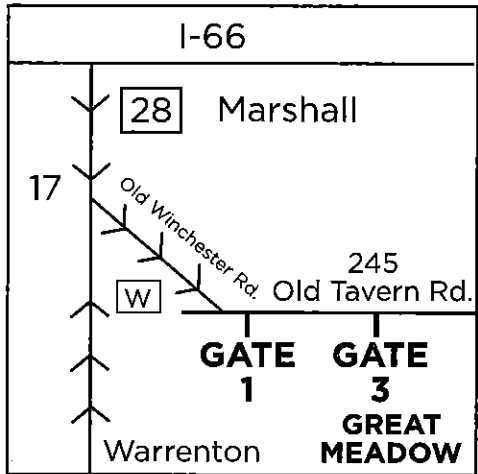 I-66
28
Marshall
17
Old Winchester Rd.
W
245
Old Tavern Rd.
GATE
1
GATE
3
GREAT
MEADOW
Warrenton